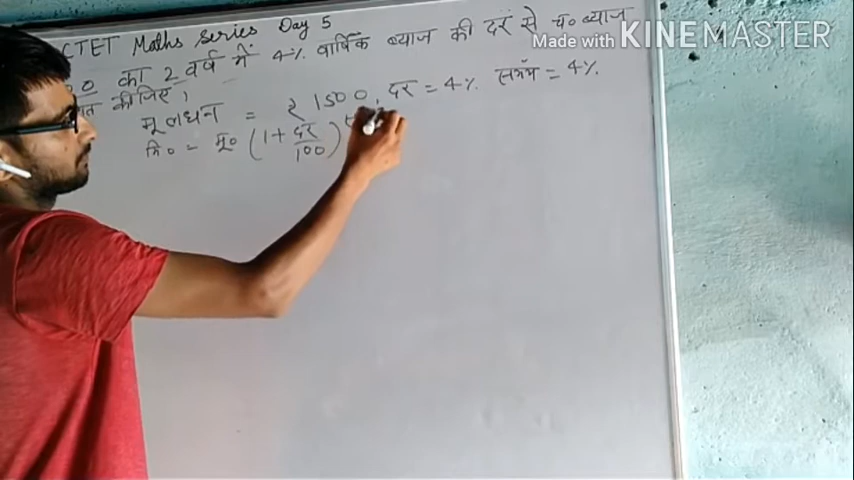 CTET Maths Series Day 5
Made with KINEMASTER
का 2 वर्ष में 4% वार्षिक ब्याज की दर से च० ब्याज
कीजिए।
मूलधन = ₹ 1500, दर = 4% समय = 4%
मि० = मू० (1 + दर/100)